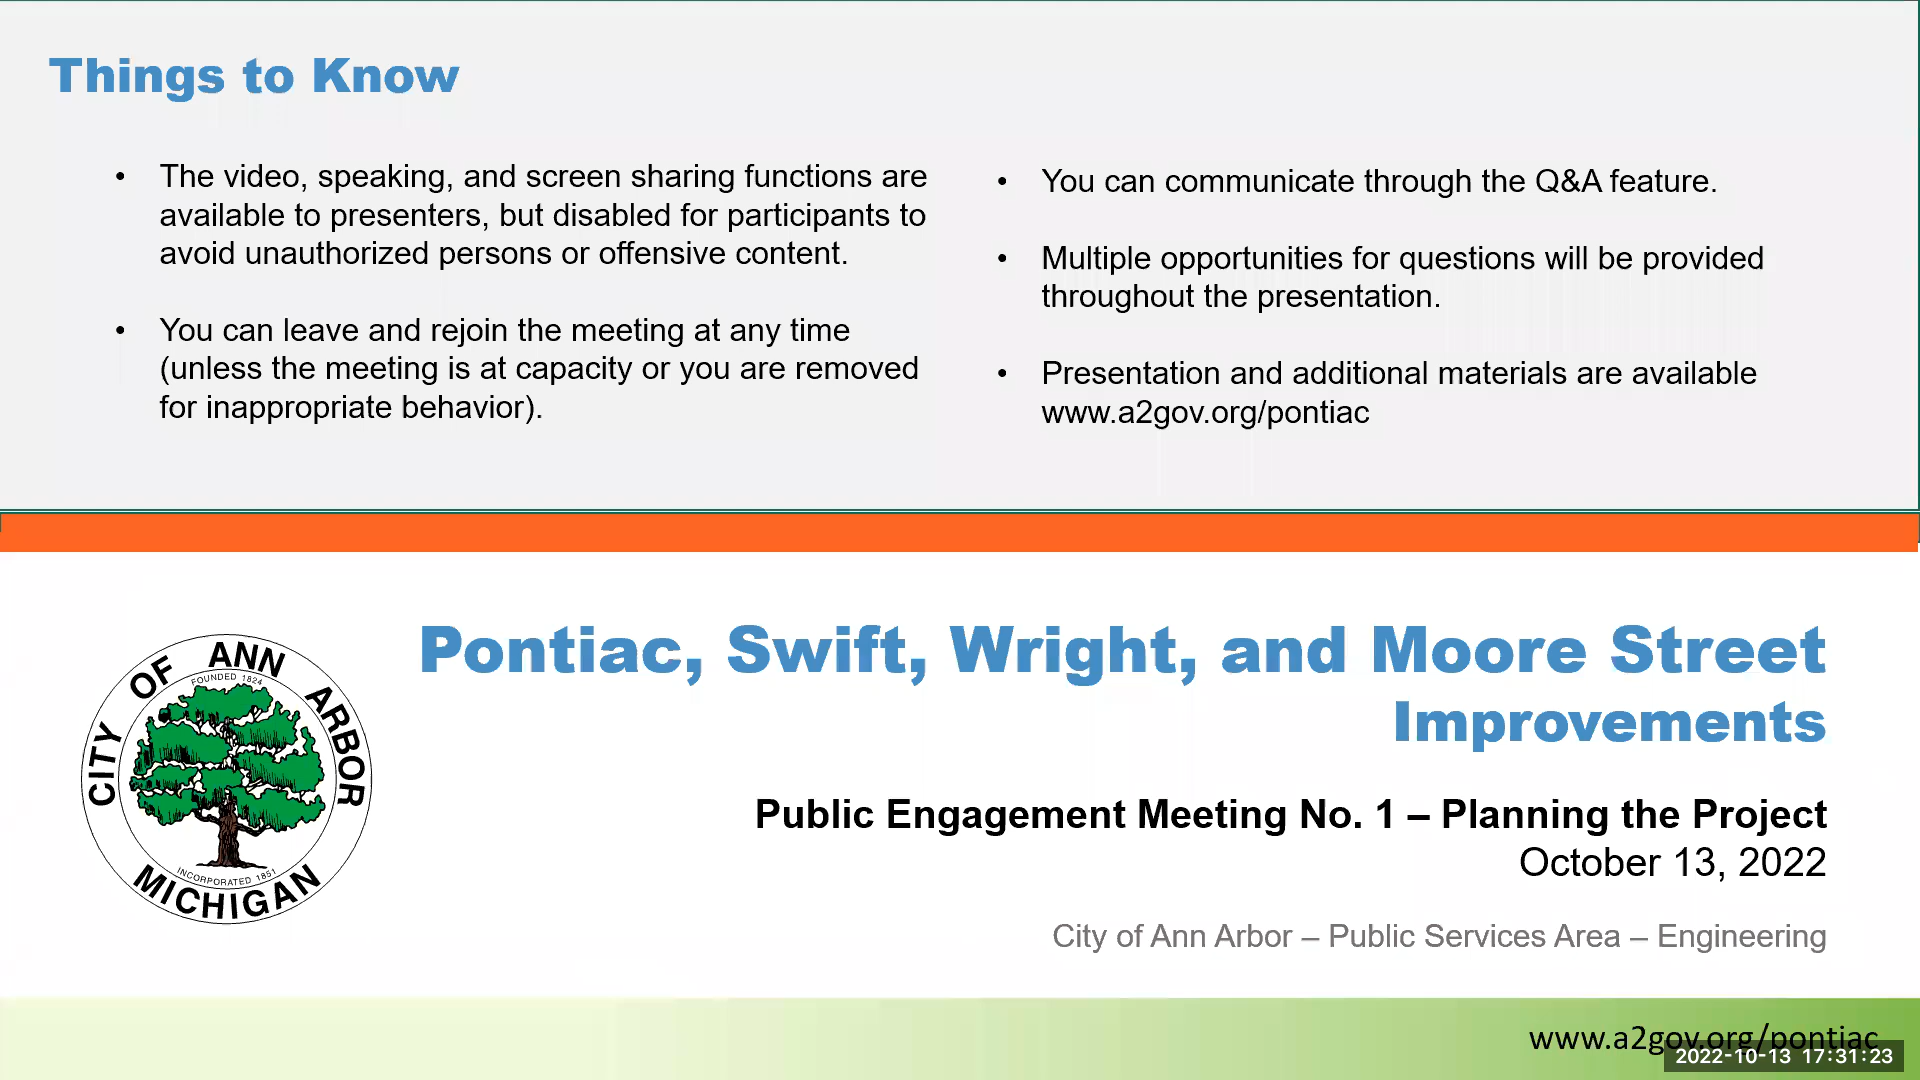 Things to Know
• The video, speaking, and screen sharing functions are
available to presenters, but disabled for participants to
avoid unauthorized persons or offensive content.
• You can leave and rejoin the meeting at any time
(unless the meeting is at capacity or you are removed
for inappropriate behavior).
• You can communicate through the Q&A feature.
• Multiple opportunities for questions will be provided
throughout the presentation.
• Presentation and additional materials are available
www.a2gov.org/pontiac
CITY OF ANN ARBOR
FOUNDED 1824
INCORPORATED 1851
MICHIGAN
Pontiac, Swift, Wright, and Moore Street
Improvements
Public Engagement Meeting No. 1 – Planning the Project
October 13, 2022
City of Ann Arbor – Public Services Area – Engineering
www.a2gov.org/pontiac
2022-10-13 17:31:23